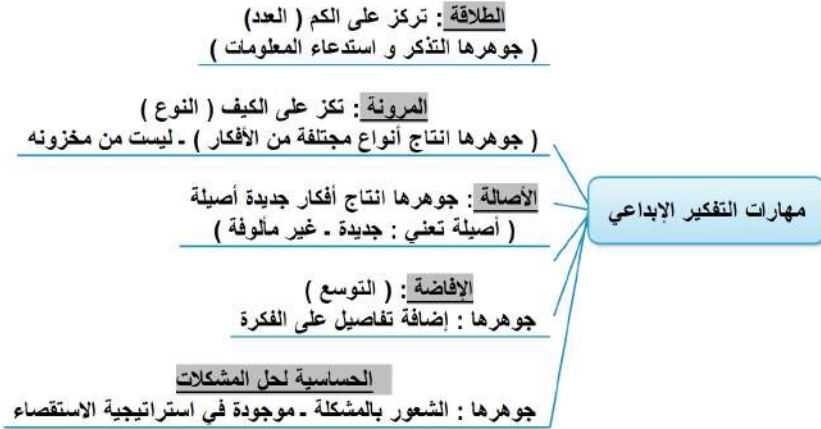 الطلاقة : تركز على الكم ( العدد)
( جوهرها التذكر و استدعاء المعلومات )
المرونة : تكز على الكيف ( النوع )
( جوهرها انتاج أنواع مجتلفة من الأفكار ) ـ ليست من مخزونه
الأصالة : جوهرها انتاج أفكار جديدة أصيلة
( أصيلة تعني : جديدة ـ غير مألوفة )
الإفاضة : ( التوسع )
جوهرها : إضافة تفاصيل على الفكرة
الحساسية لحل المشكلات
جوهرها : الشعور بالمشكلة ـ موجودة في استراتيجية الاستقصاء
مهارات التفكير الإبداعي